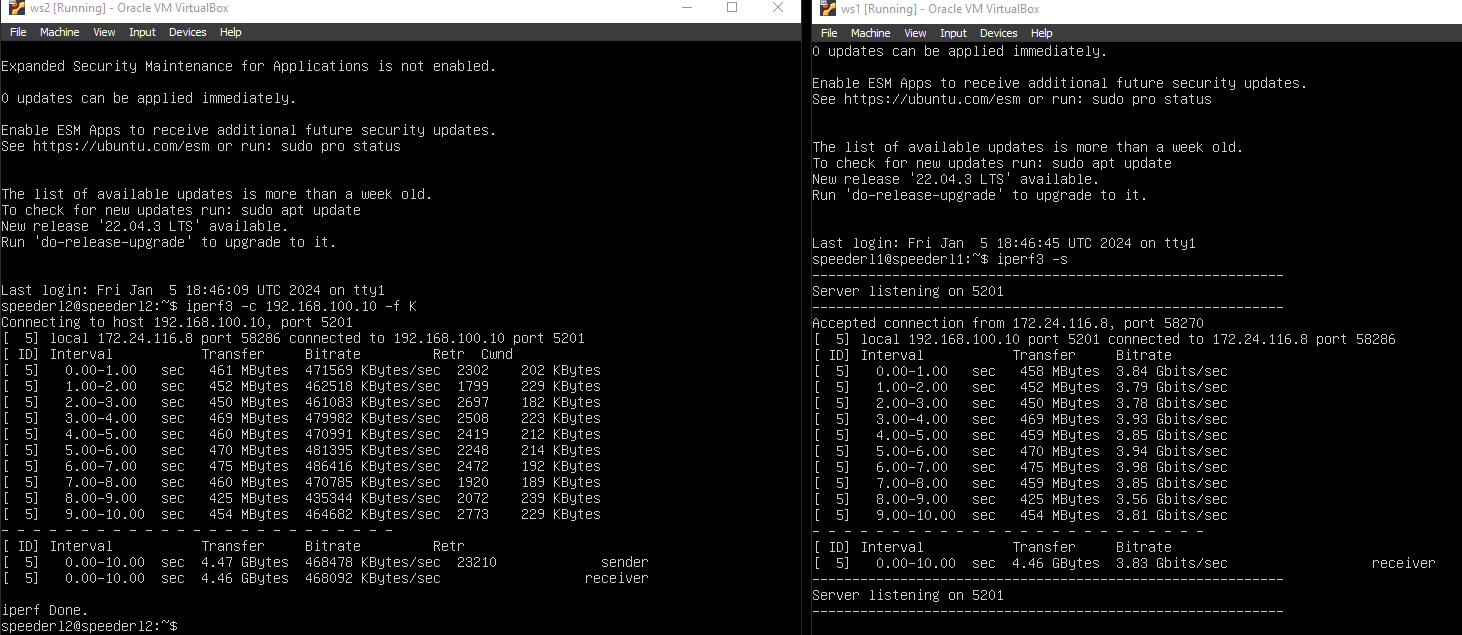 ws2 [Running] - Oracle VM VirtualBox
File Machine View Input Devices Help
Expanded Security Maintenance for Applications is not enabled.
0 updates can be applied immediately.
Enable ESM Apps to receive additional future security updates.
See https://ubuntu.com/esm or run: sudo pro status
The list of available updates is more than a week old.
To check for new updates run: sudo apt update
New release '22.04.3 LTS' available.
Run 'do-release-upgrade' to upgrade to it.
Last login: Fri Jan  5 18:46:09 UTC 2024 on tty1
speederl2@speederl2:~$ iperf3 -c 192.168.100.10 -f K
Connecting to host 192.168.100.10, port 5201
[  5] local 172.24.116.8 port 58286 connected to 192.168.100.10 port 5201
[ ID] Interval           Transfer     Bitrate         Retr  Cwnd
[  5]   0.00-1.00   sec   461 MBytes  471569 KBytes/sec  2302    202 KBytes
[  5]   1.00-2.00   sec   452 MBytes  462518 KBytes/sec  1799    229 KBytes
[  5]   2.00-3.00   sec   450 MBytes  461083 KBytes/sec  2697    182 KBytes
[  5]   3.00-4.00   sec   469 MBytes  479982 KBytes/sec  2508    223 KBytes
[  5]   4.00-5.00   sec   460 MBytes  470991 KBytes/sec  2419    212 KBytes
[  5]   5.00-6.00   sec   470 MBytes  481395 KBytes/sec  2248    214 KBytes
[  5]   6.00-7.00   sec   475 MBytes  486416 KBytes/sec  2472    192 KBytes
[  5]   7.00-8.00   sec   460 MBytes  470785 KBytes/sec  1920    189 KBytes
[  5]   8.00-9.00   sec   425 MBytes  435344 KBytes/sec  2072    239 KBytes
[  5]   9.00-10.00  sec   454 MBytes  464682 KBytes/sec  2773    229 KBytes
- - - - - - - - - - - - - - - - - - - - - - - - -
[ ID] Interval           Transfer     Bitrate         Retr
[  5]   0.00-10.00  sec  4.47 GBytes  468478 KBytes/sec  23210             sender
[  5]   0.00-10.00  sec  4.46 GBytes  468092 KBytes/sec                  receiver
iperf Done.
speederl2@speederl2:~$
ws1 [Running] - Oracle VM VirtualBox
File Machine View Input Devices Help
0 updates can be applied immediately.
Enable ESM Apps to receive additional future security updates.
See https://ubuntu.com/esm or run: sudo pro status
The list of available updates is more than a week old.
To check for new updates run: sudo apt update
New release '22.04.3 LTS' available.
Run 'do-release-upgrade' to upgrade to it.
Last login: Fri Jan  5 18:46:45 UTC 2024 on tty1
speederl1@speederl1:~$ iperf3 -s
-----------------------------------------------------------
Server listening on 5201
-----------------------------------------------------------
Accepted connection from 172.24.116.8, port 58270
[  5] local 192.168.100.10 port 5201 connected to 172.24.116.8 port 58286
[ ID] Interval           Transfer     Bitrate
[  5]   0.00-1.00   sec   458 MBytes  3.84 Gbits/sec
[  5]   1.00-2.00   sec   452 MBytes  3.79 Gbits/sec
[  5]   2.00-3.00   sec   450 MBytes  3.78 Gbits/sec
[  5]   3.00-4.00   sec   469 MBytes  3.93 Gbits/sec
[  5]   4.00-5.00   sec   459 MBytes  3.85 Gbits/sec
[  5]   5.00-6.00   sec   470 MBytes  3.94 Gbits/sec
[  5]   6.00-7.00   sec   475 MBytes  3.98 Gbits/sec
[  5]   7.00-8.00   sec   459 MBytes  3.85 Gbits/sec
[  5]   8.00-9.00   sec   425 MBytes  3.56 Gbits/sec
[  5]   9.00-10.00  sec   454 MBytes  3.81 Gbits/sec
- - - - - - - - - - - - - - - - - - - - - - - - -
[ ID] Interval           Transfer     Bitrate
[  5]   0.00-10.00  sec  4.46 GBytes  3.83 Gbits/sec                  receiver
-----------------------------------------------------------
Server listening on 5201
-----------------------------------------------------------